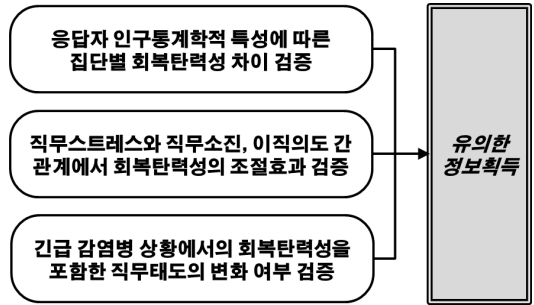 응답자 인구통계학적 특성에 따른
집단별 회복탄력성 차이 검증
직무스트레스와 직무소진, 이직의도 간
관계에서 회복탄력성의 조절효과 검증
긴급 감염병 상황에서의 회복탄력성을
포함한 직무태도의 변화 여부 검증
유의한
정보획득